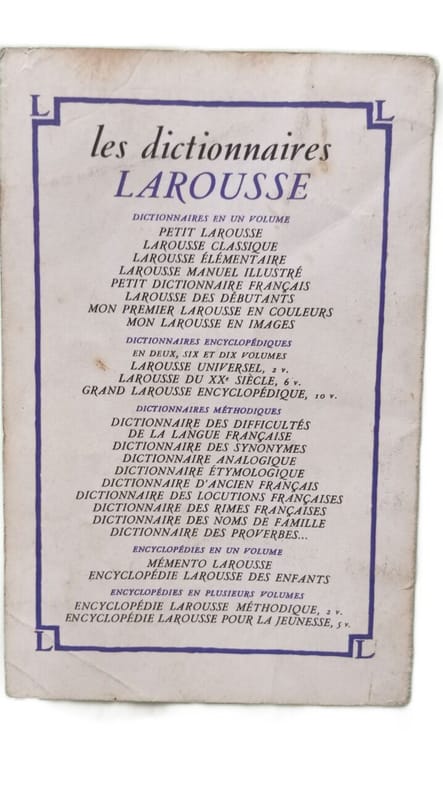 L L
les dictionnaires
LAROUSSE
DICTIONNAIRES EN UN VOLUME
PETIT LAROUSSE
LAROUSSE CLASSIQUE
LAROUSSE ÉLÉMENTAIRE
LAROUSSE MANUEL ILLUSTRÉ
PETIT DICTIONNAIRE FRANÇAIS
LAROUSSE DES DÉBUTANTS
MON PREMIER LAROUSSE EN COULEURS
MON LAROUSSE EN IMAGES
DICTIONNAIRES ENCYCLOPÉDIQUES
EN DEUX, SIX ET DIX VOLUMES
LAROUSSE UNIVERSEL, 2 v.
LAROUSSE DU XXe SIÈCLE, 6 v.
GRAND LAROUSSE ENCYCLOPÉDIQUE, 10 v.
DICTIONNAIRES MÉTHODIQUES
DICTIONNAIRE DES DIFFICULTÉS
DE LA LANGUE FRANÇAISE
DICTIONNAIRE DES SYNONYMES
DICTIONNAIRE ANALOGIQUE
DICTIONNAIRE ÉTYMOLOGIQUE
DICTIONNAIRE D'ANCIEN FRANÇAIS
DICTIONNAIRE DES LOCUTIONS FRANÇAISES
DICTIONNAIRE DES RIMES FRANÇAISES
DICTIONNAIRE DES NOMS DE FAMILLE
DICTIONNAIRE DES PROVERBES...
ENCYCLOPÉDIES EN UN VOLUME
MÉMENTO LAROUSSE
ENCYCLOPÉDIE LAROUSSE DES ENFANTS
ENCYCLOPÉDIES EN PLUSIEURS VOLUMES
ENCYCLOPÉDIE LAROUSSE MÉTHODIQUE, 2 v.
ENCYCLOPÉDIE LAROUSSE POUR LA JEUNESSE, 5 v.
L L